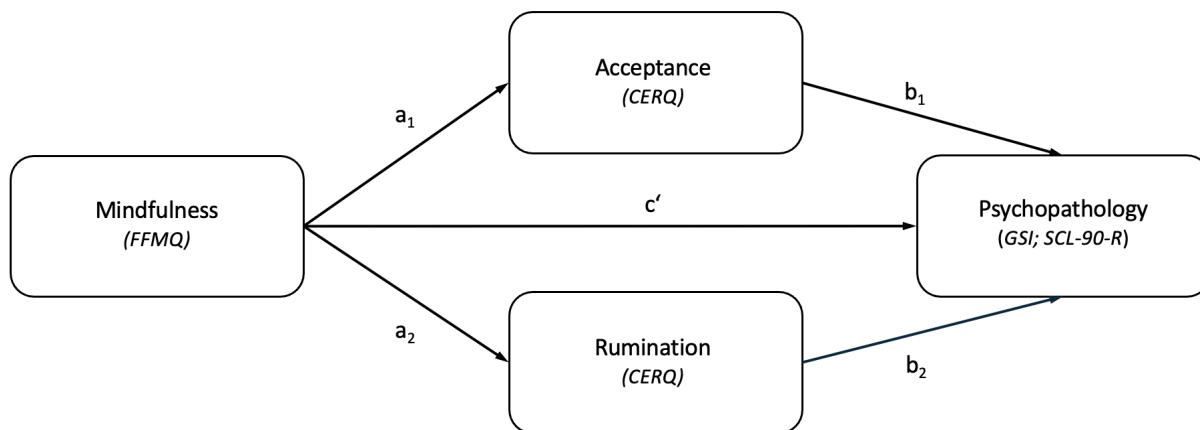 Acceptance
(CERQ)
a₁
b₁
Mindfulness
(FFMQ)
c‘
Psychopathology
(GSI; SCL-90-R)
a₂
Rumination
(CERQ)
b₂